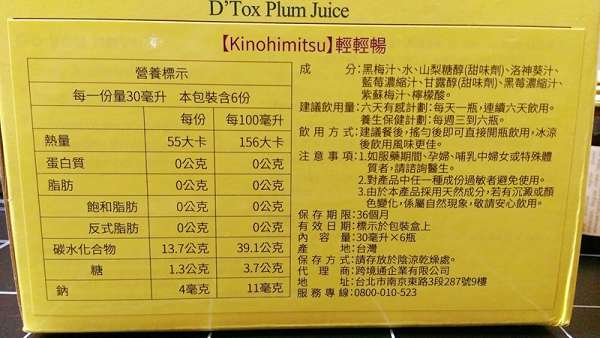 D'Tox Plum Juice
【Kinohimitsu】輕輕暢
營養標示
每一份量30毫升 本包裝含6份
每份 每100毫升
熱量 55大卡 156大卡
蛋白質 0公克 0公克
脂肪 0公克 0公克
飽和脂肪 0公克 0公克
反式脂肪 0公克 0公克
碳水化合物 13.7公克 39.1公克
糖 1.3公克 3.7公克
鈉 4毫克 11毫克
成分:黑梅汁、水、山梨糖醇(甜味劑)、洛神葵汁、
藍莓濃縮汁、甘露醇(甜味劑)、黑莓濃縮汁、
紫蘇梅汁、檸檬酸。
建議飲用量:六天有感計劃:每天一瓶,連續六天飲用。
養生保健計劃:每週三到六瓶。
飲用方式:建議餐後,搖勻後即可直接開瓶飲用,冰涼
後飲用風味更佳。
注意事項:1.如服藥期間、孕婦、哺乳中婦女或特殊體
質者,請諮詢醫生。
2.對產品中任一種成份過敏者避免使用。
3.由於本產品採用天然成分,若有沉澱或顏
色變化,係屬自然現象,敬請安心飲用。
保存期限:36個月
有效日期:標示於包裝盒上
內容量:30毫升×6瓶
產地:台灣
保存方式:請存放於陰涼乾燥處。
代理商:跨境通企業有限公司
地址:台北市南京東路3段287號9樓
服務專線:0800-010-523